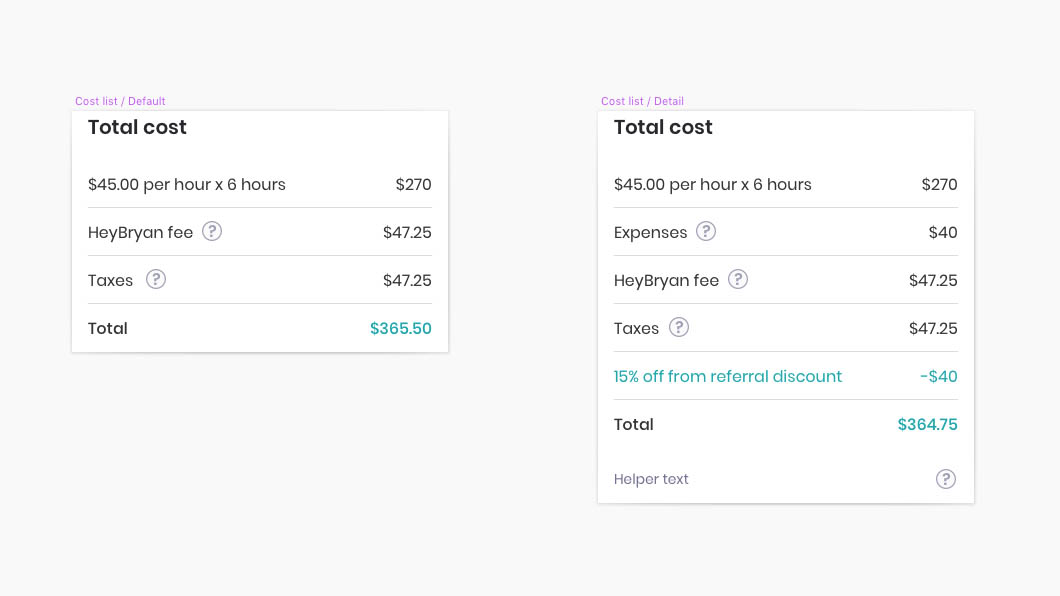 Cost list / Default
Total cost
$45.00 per hour x 6 hours $270
HeyBryan fee ? $47.25
Taxes ? $47.25
Total $365.50
Cost list / Detail
Total cost
$45.00 per hour x 6 hours $270
Expenses ? $40
HeyBryan fee ? $47.25
Taxes ? $47.25
15% off from referral discount -$40
Total $364.75
Helper text ?